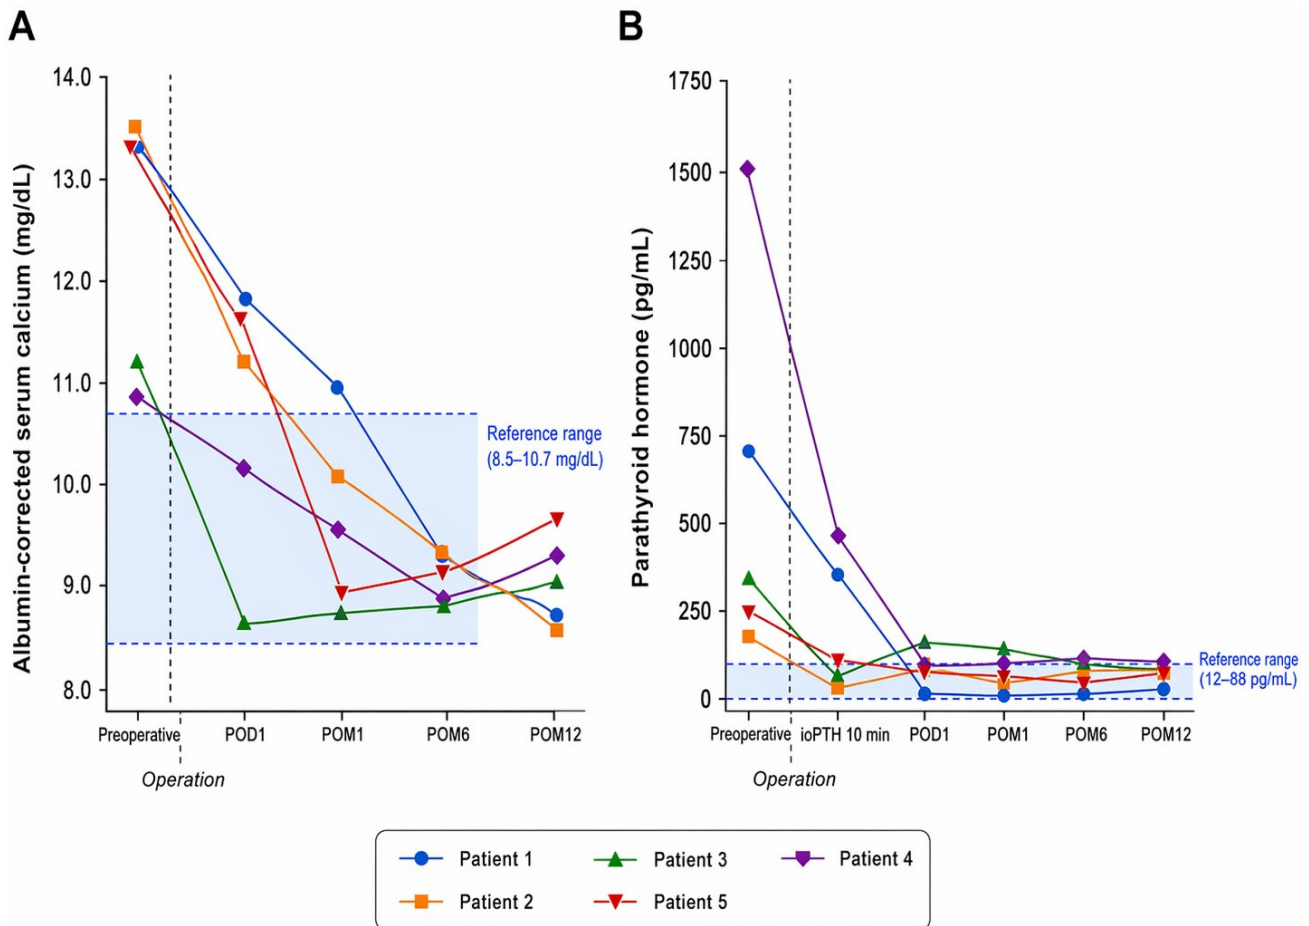 A
Albumin-corrected serum calcium (mg/dL)
14.0
13.0
12.0
11.0
10.0
9.0
8.0
Reference range
(8.5–10.7 mg/dL)
Preoperative
POD1
POM1
POM6
POM12
Operation
B
Parathyroid hormone (pg/mL)
1750
1500
1250
1000
750
500
250
0
Reference range
(12–88 pg/mL)
Preoperative
ioPTH 10 min
POD1
POM1
POM6
POM12
Operation
Patient 1
Patient 3
Patient 4
Patient 2
Patient 5